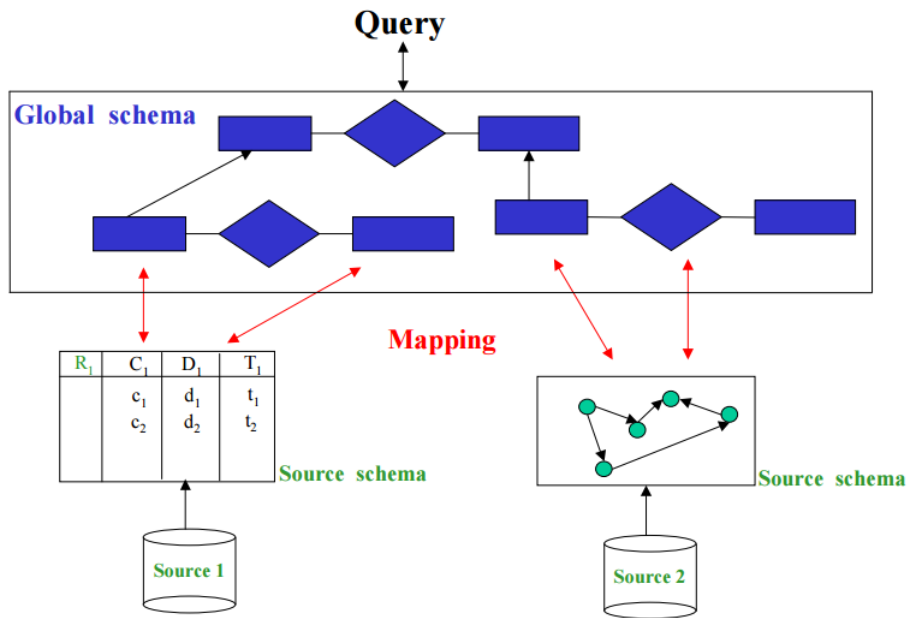 Query
Global schema
Mapping
R₁ C₁ D₁ T₁
c₁ d₁ t₁
c₂ d₂ t₂
Source schema
Source schema
Source 1
Source 2